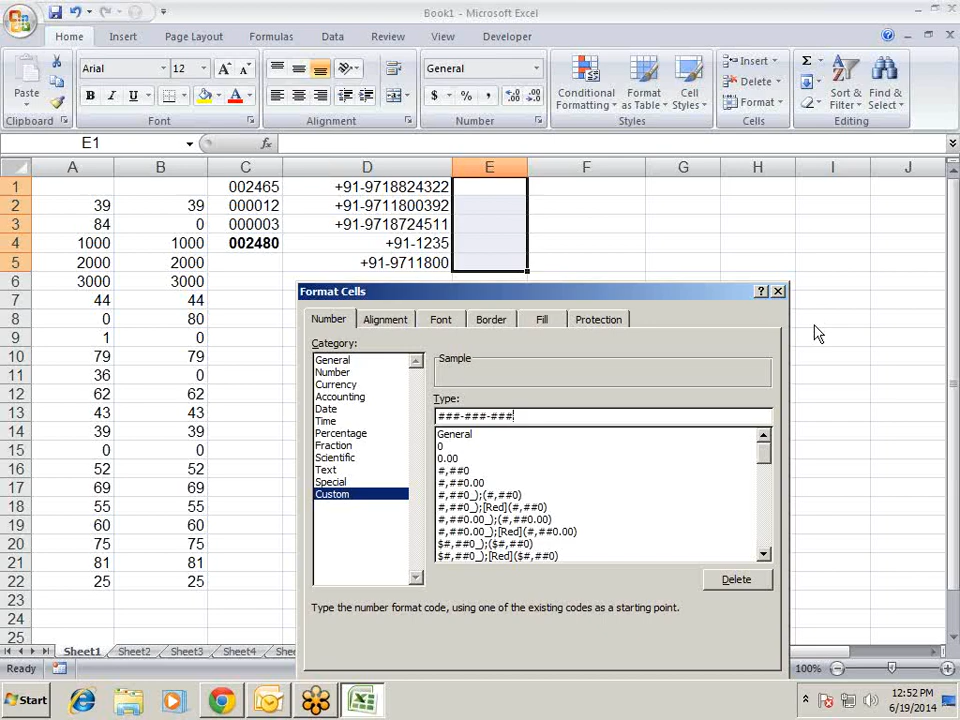 Book1 - Microsoft Excel
Home Insert Page Layout Formulas Data Review View Developer
Paste
Clipboard
Arial 12
B I U
Font
Alignment
General
$ % ,
Number
Conditional Formatting
Format as Table
Cell Styles
Styles
Insert
Delete
Format
Cells
Sort & Filter
Find & Select
Editing
E1
fx
A B C D E F G H I J
1 002465 +91-9718824322
2 39 39 000012 +91-9711800392
3 84 0 000003 +91-9718724511
4 1000 1000 002480 +91-1235
5 2000 2000 +91-9711800
6 3000 3000
7 44 44
8 0 80
9 1 0
10 79 79
11 36 0
12 62 62
13 43 43
14 39 39
15 0 0
16 52 52
17 69 69
18 55 55
19 60 60
20 75 75
21 81 81
22 25 25
23
24
25
Format Cells
Number Alignment Font Border Fill Protection
Category:
General
Number
Currency
Accounting
Date
Time
Percentage
Fraction
Scientific
Text
Special
Custom
Sample
Type:
###-###-###
General
0
0.00
#,##0
#,##0.00
#,##0_);(#,##0)
#,##0_);[Red](#,##0)
#,##0.00_);(#,##0.00)
#,##0.00_);[Red](#,##0.00)
$#,##0_);($#,##0)
$#,##0_);[Red]($#,##0)
Delete
Type the number format code, using one of the existing codes as a starting point.
Sheet1 Sheet2 Sheet3 Sheet4
Ready
100%
Start
12:52 PM
6/19/2014